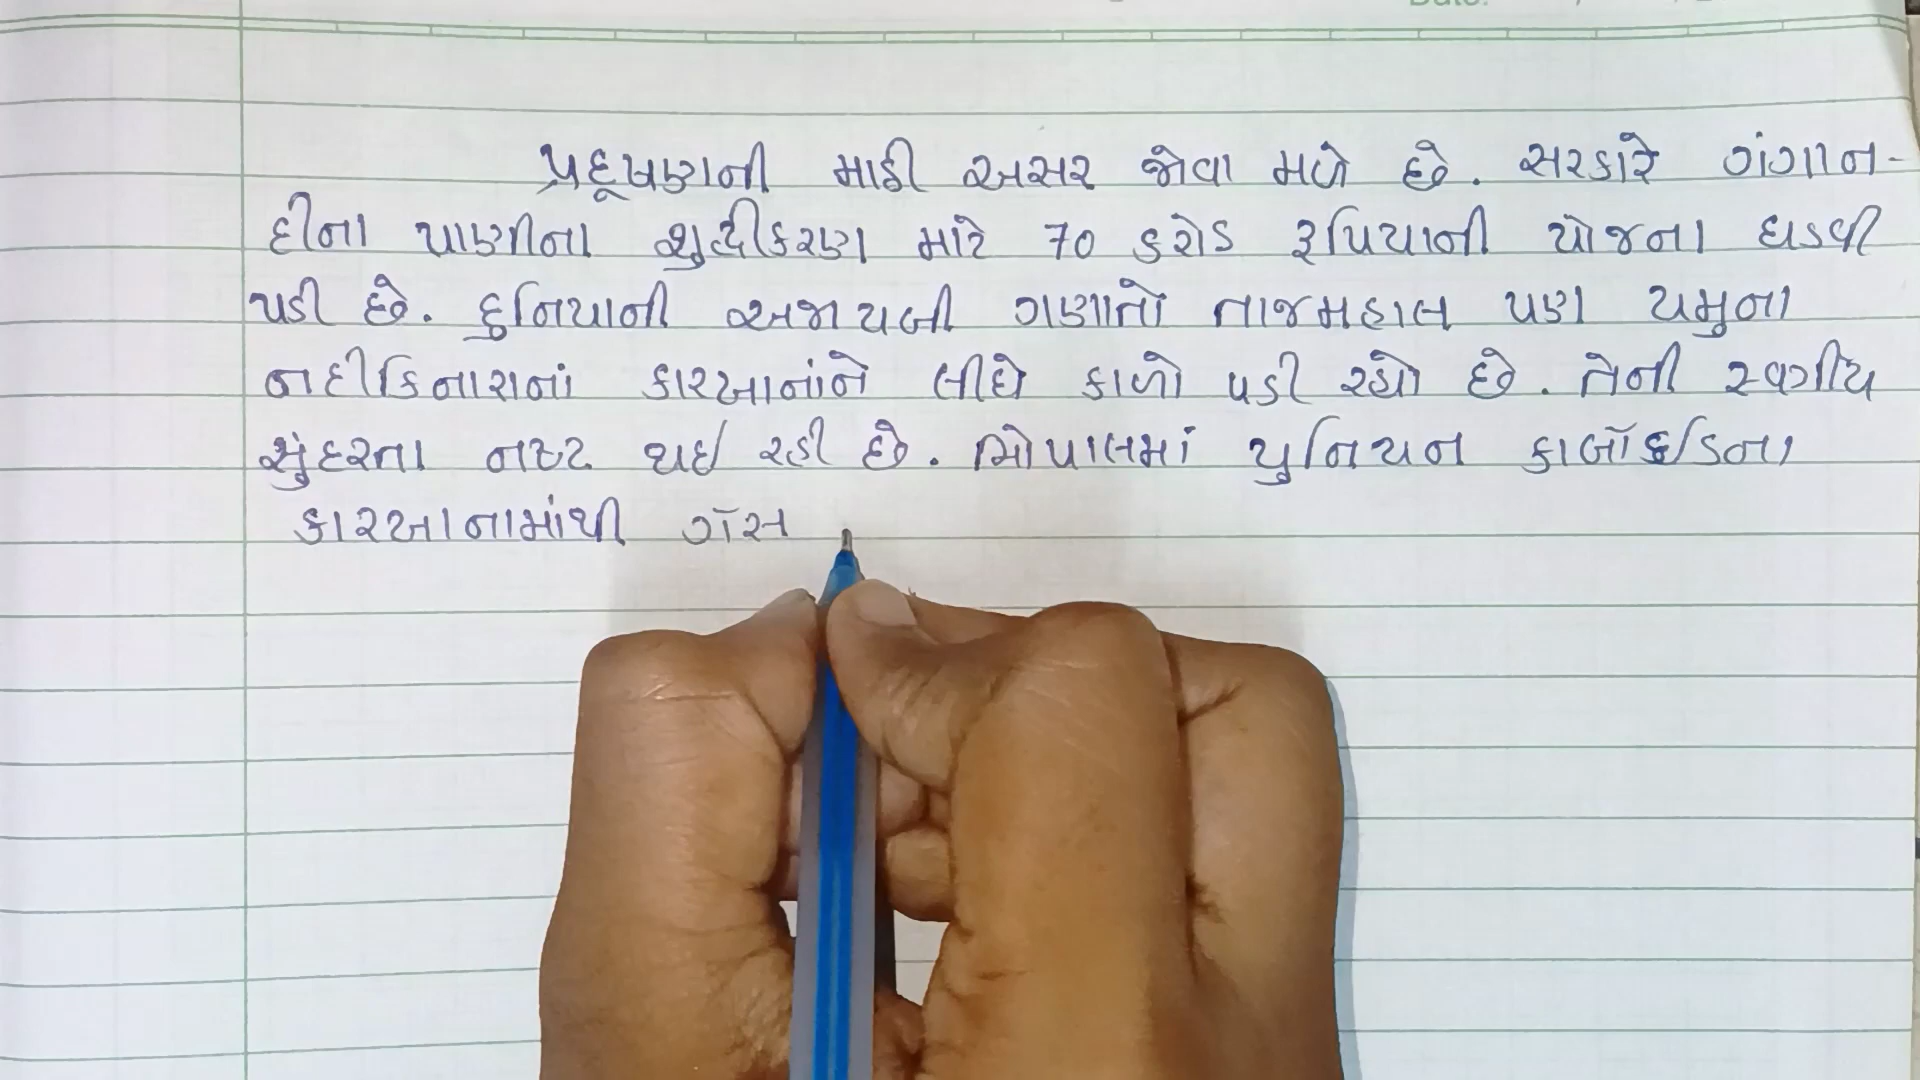 પ્રદૂષણની માઠી અસર જોવા મળે છે. સરકારે ગંગાન-
દીના પાણીના શુદ્ધીકરણ માટે 70 કરોડ રૂપિયાની યોજના ઘડવી
પડી છે. દુનિયાની અજાયબી ગણાતો તાજમહાલ પણ યમુના
નદીકિનારાનાં કારખાનાંને લીધે કાળો પડી રહ્યો છે. તેની સ્વર્ગીય
સુંદરતા નષ્ટ થઇ રહી છે. ભોપાલમાં યુનિયન કાર્બાઇડના
કારખાનામાંથી ગૅસ